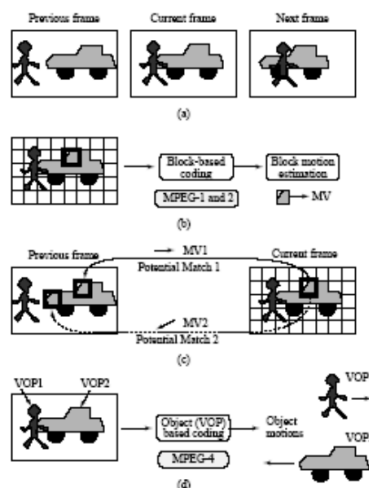 Previous frame Current frame Next frame
(a)
Block-based coding
Block motion estimation
MPEG-1 and 2
MV
(b)
Previous frame
MV1
Current frame
Potential Match 1
MV2
Potential Match 2
(c)
VOP1 VOP2
VOP
Object (VOP) based coding
Object motions
VOP
MPEG-4
(d)